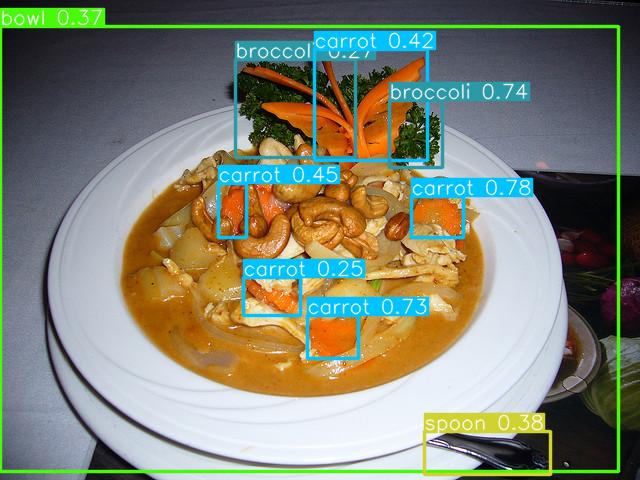 bowl 0.37
broccoli 0.27
carrot 0.42
broccoli 0.74
carrot 0.45
carrot 0.78
carrot 0.25
carrot 0.73
spoon 0.38